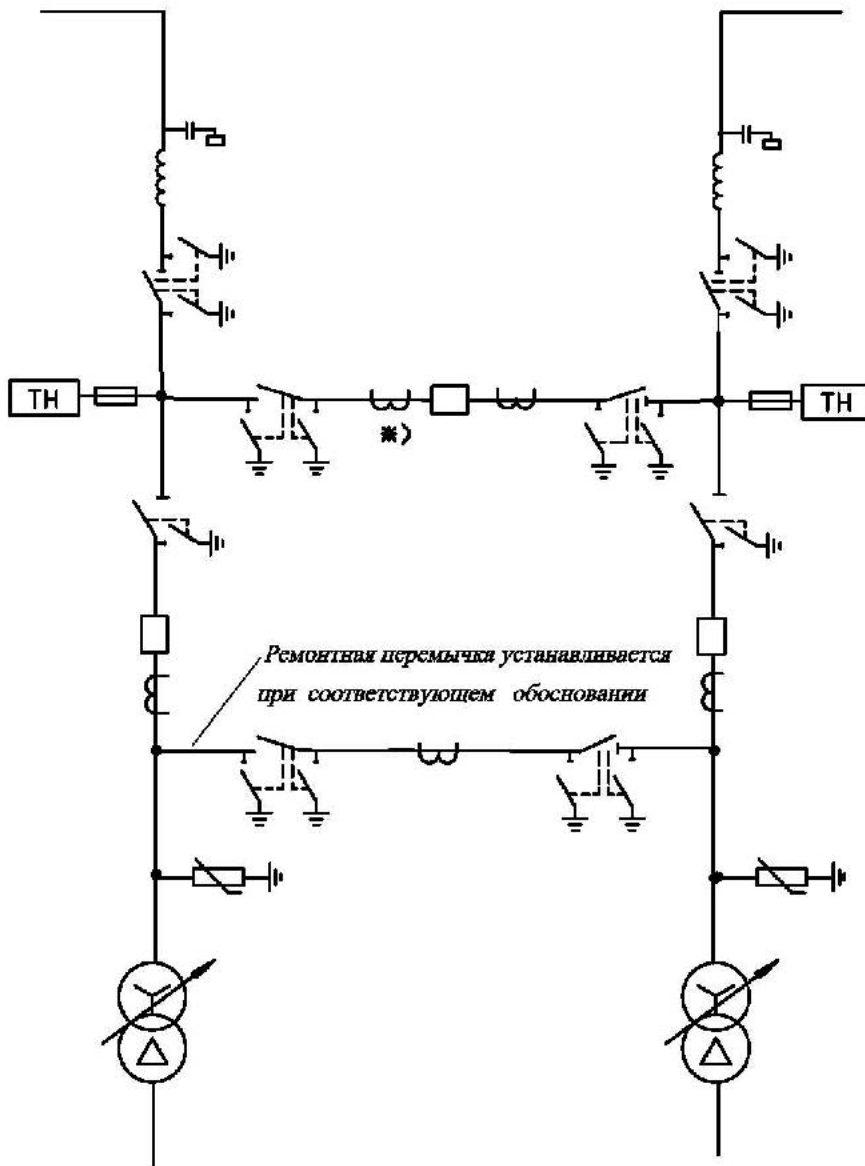 ТН
ТН
*)
Ремонтная перемычка устанавливается
при соответствующем обосновании